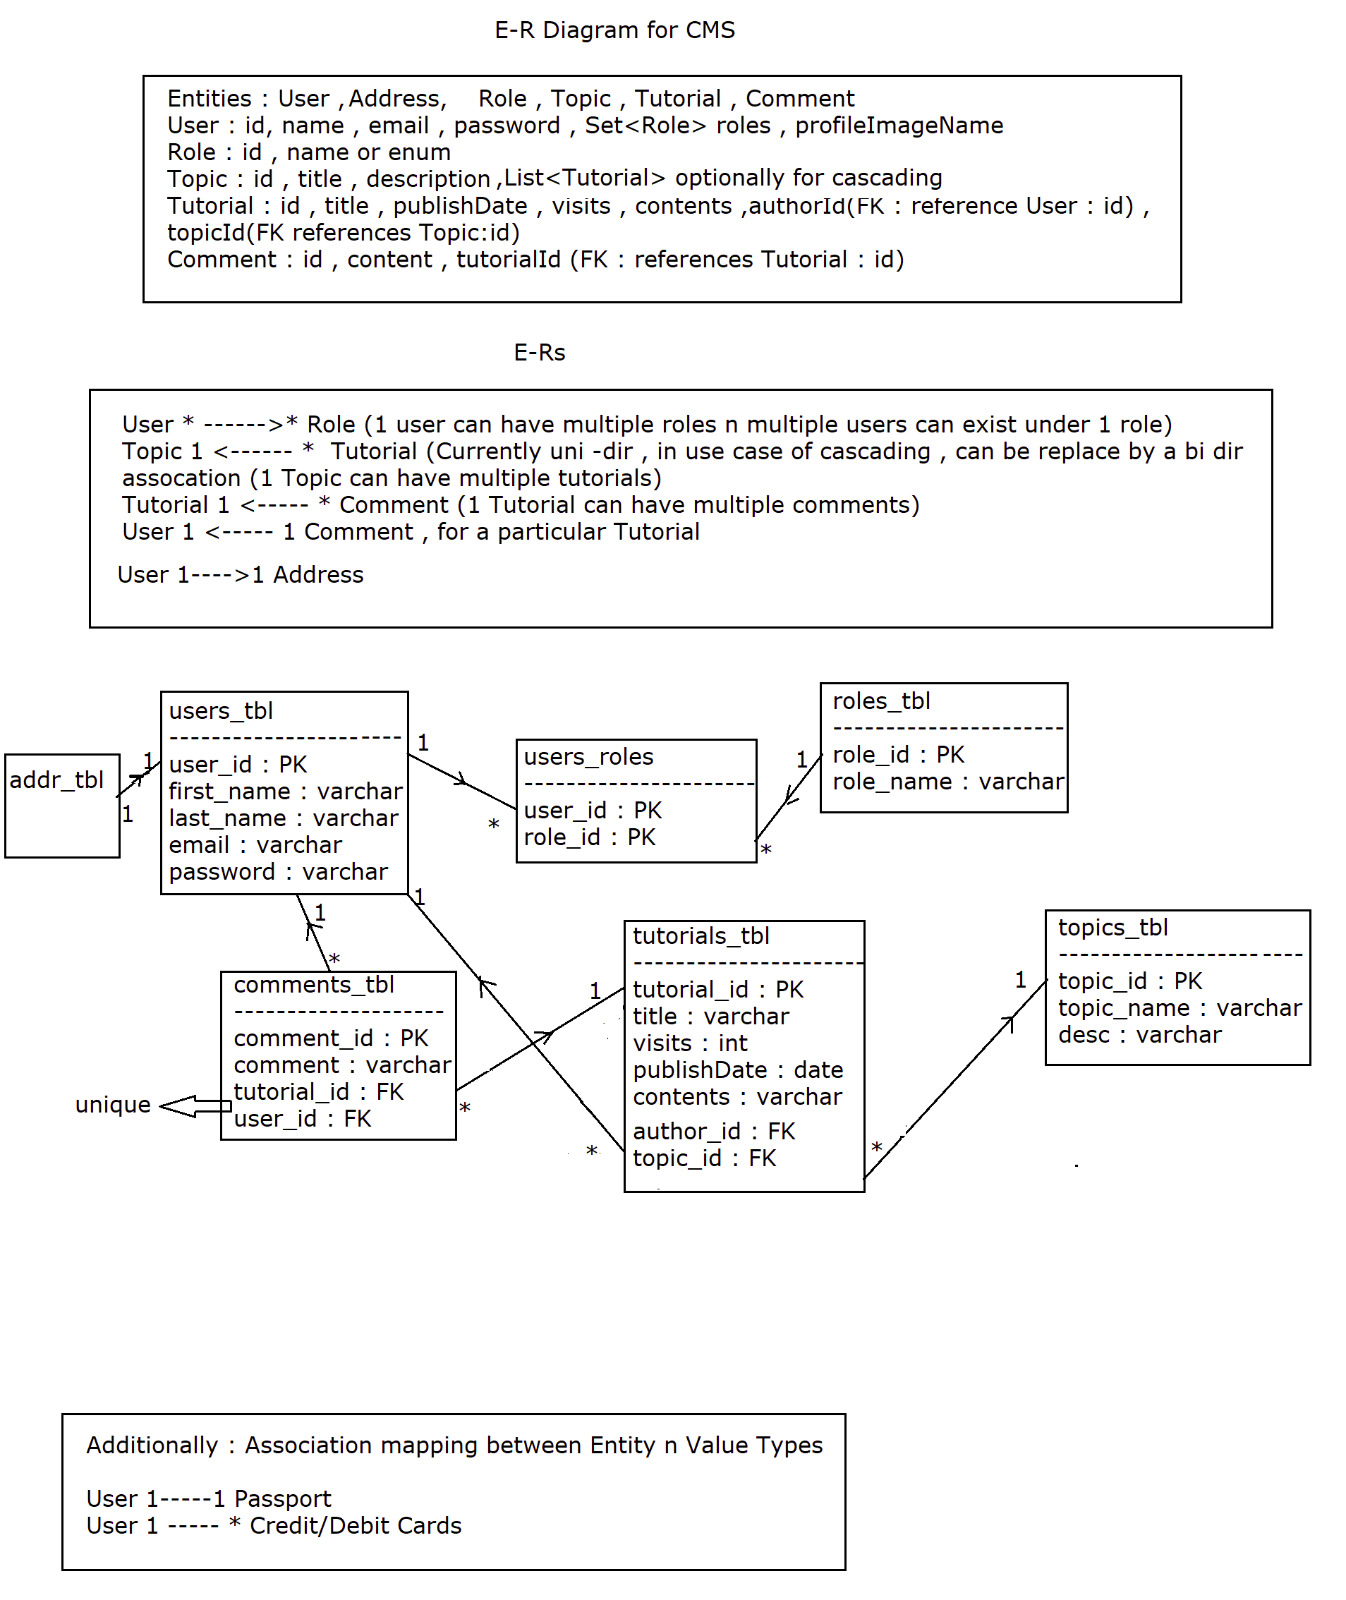 E-R Diagram for CMS
Entities : User ,Address, Role , Topic , Tutorial , Comment
User : id, name , email , password , Set<Role> roles , profileImageName
Role : id , name or enum
Topic : id , title , description ,List<Tutorial> optionally for cascading
Tutorial : id , title , publishDate , visits , contents ,authorId(FK : reference User : id) ,
topicId(FK references Topic:id)
Comment : id , content , tutorialId (FK : references Tutorial : id)
E-Rs
User * ------>* Role (1 user can have multiple roles n multiple users can exist under 1 role)
Topic 1 <------ * Tutorial (Currently uni -dir , in use case of cascading , can be replace by a bi dir
assocation (1 Topic can have multiple tutorials)
Tutorial 1 <----- * Comment (1 Tutorial can have multiple comments)
User 1 <----- 1 Comment , for a particular Tutorial
User 1---->1 Address
addr_tbl
1
1
users_tbl
----------------------
user_id : PK
first_name : varchar
last_name : varchar
email : varchar
password : varchar
1
*
users_roles
----------------------
user_id : PK
role_id : PK
1
*
roles_tbl
----------------------
role_id : PK
role_name : varchar
1
*
1
comments_tbl
--------------------
comment_id : PK
comment : varchar
tutorial_id : FK
user_id : FK
unique
*
1
*
tutorials_tbl
----------------------
tutorial_id : PK
title : varchar
visits : int
publishDate : date
contents : varchar
author_id : FK
topic_id : FK
*
1
topics_tbl
-----------------------
topic_id : PK
topic_name : varchar
desc : varchar
Additionally : Association mapping between Entity n Value Types
User 1-----1 Passport
User 1 ----- * Credit/Debit Cards